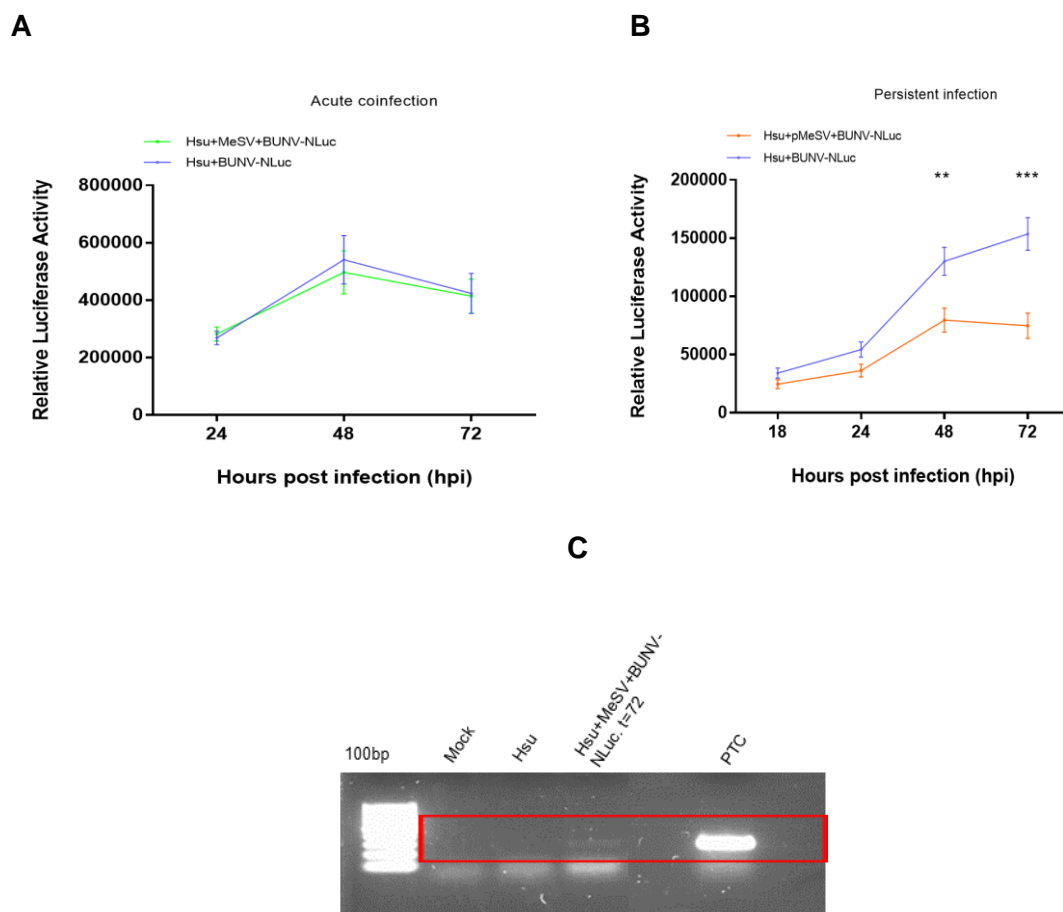 A
Acute coinfection
Hsu+MeSV+BUNV-NLuc
Hsu+BUNV-NLuc
Relative Luciferase Activity
800000
600000
400000
200000
0
24 48 72
Hours post infection (hpi)
B
Persistent infection
Hsu+pMeSV+BUNV-NLuc
Hsu+BUNV-NLuc
** ***
Relative Luciferase Activity
200000
150000
100000
50000
0
18 24 48 72
Hours post infection (hpi)
C
100bp
Mock
Hsu
Hsu+MeSV+BUNV-
NLuc. t=72
PTC